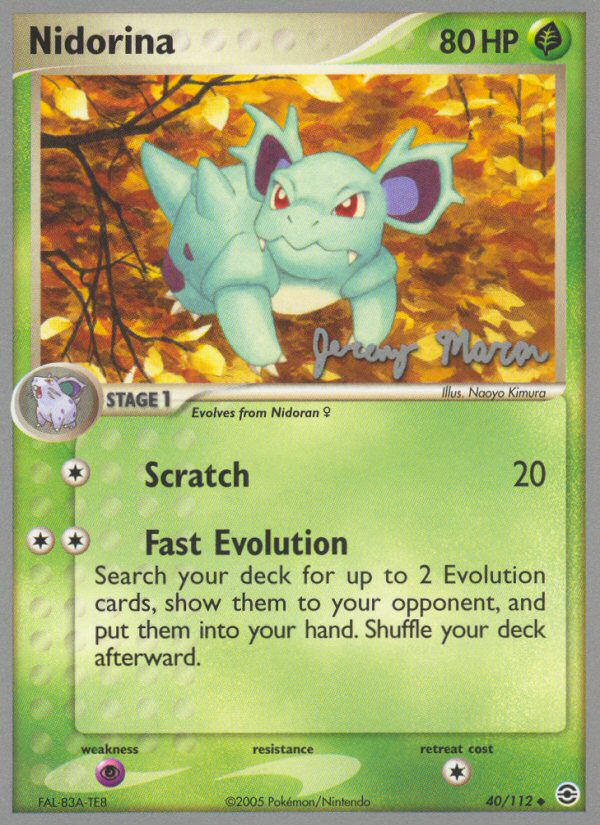 Nidorina 80 HP
Jeremy Maron
Illus. Naoyo Kimura
STAGE 1
Evolves from Nidoran ♀
Scratch 20
Fast Evolution
Search your deck for up to 2 Evolution
cards, show them to your opponent, and
put them into your hand. Shuffle your deck
afterward.
weakness resistance retreat cost
FAL-83A-TE8 ©2005 Pokémon/Nintendo 40/112 ◆